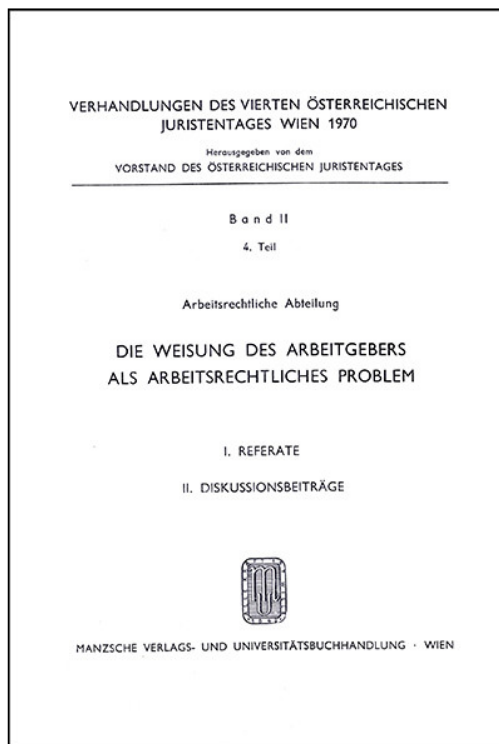 VERHANDLUNGEN DES VIERTEN ÖSTERREICHISCHEN
JURISTENTAGES WIEN 1970
Herausgegeben von dem
VORSTAND DES ÖSTERREICHISCHEN JURISTENTAGES
Band II
4. Teil
Arbeitsrechtliche Abteilung
DIE WEISUNG DES ARBEITGEBERS
ALS ARBEITSRECHTLICHES PROBLEM
I. REFERATE
II. DISKUSSIONSBEITRÄGE
MANZSCHE VERLAGS- UND UNIVERSITÄTSBUCHHANDLUNG · WIEN